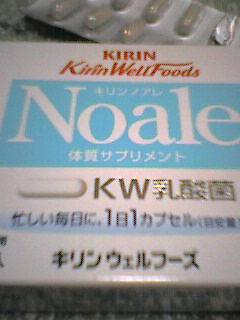 KIRIN
Kirin Well Foods
キリンノアレ
Noale
体質サプリメント
KW乳酸菌
忙しい毎日に、1日1カプセル(目安量)
キリン ウェルフーズ